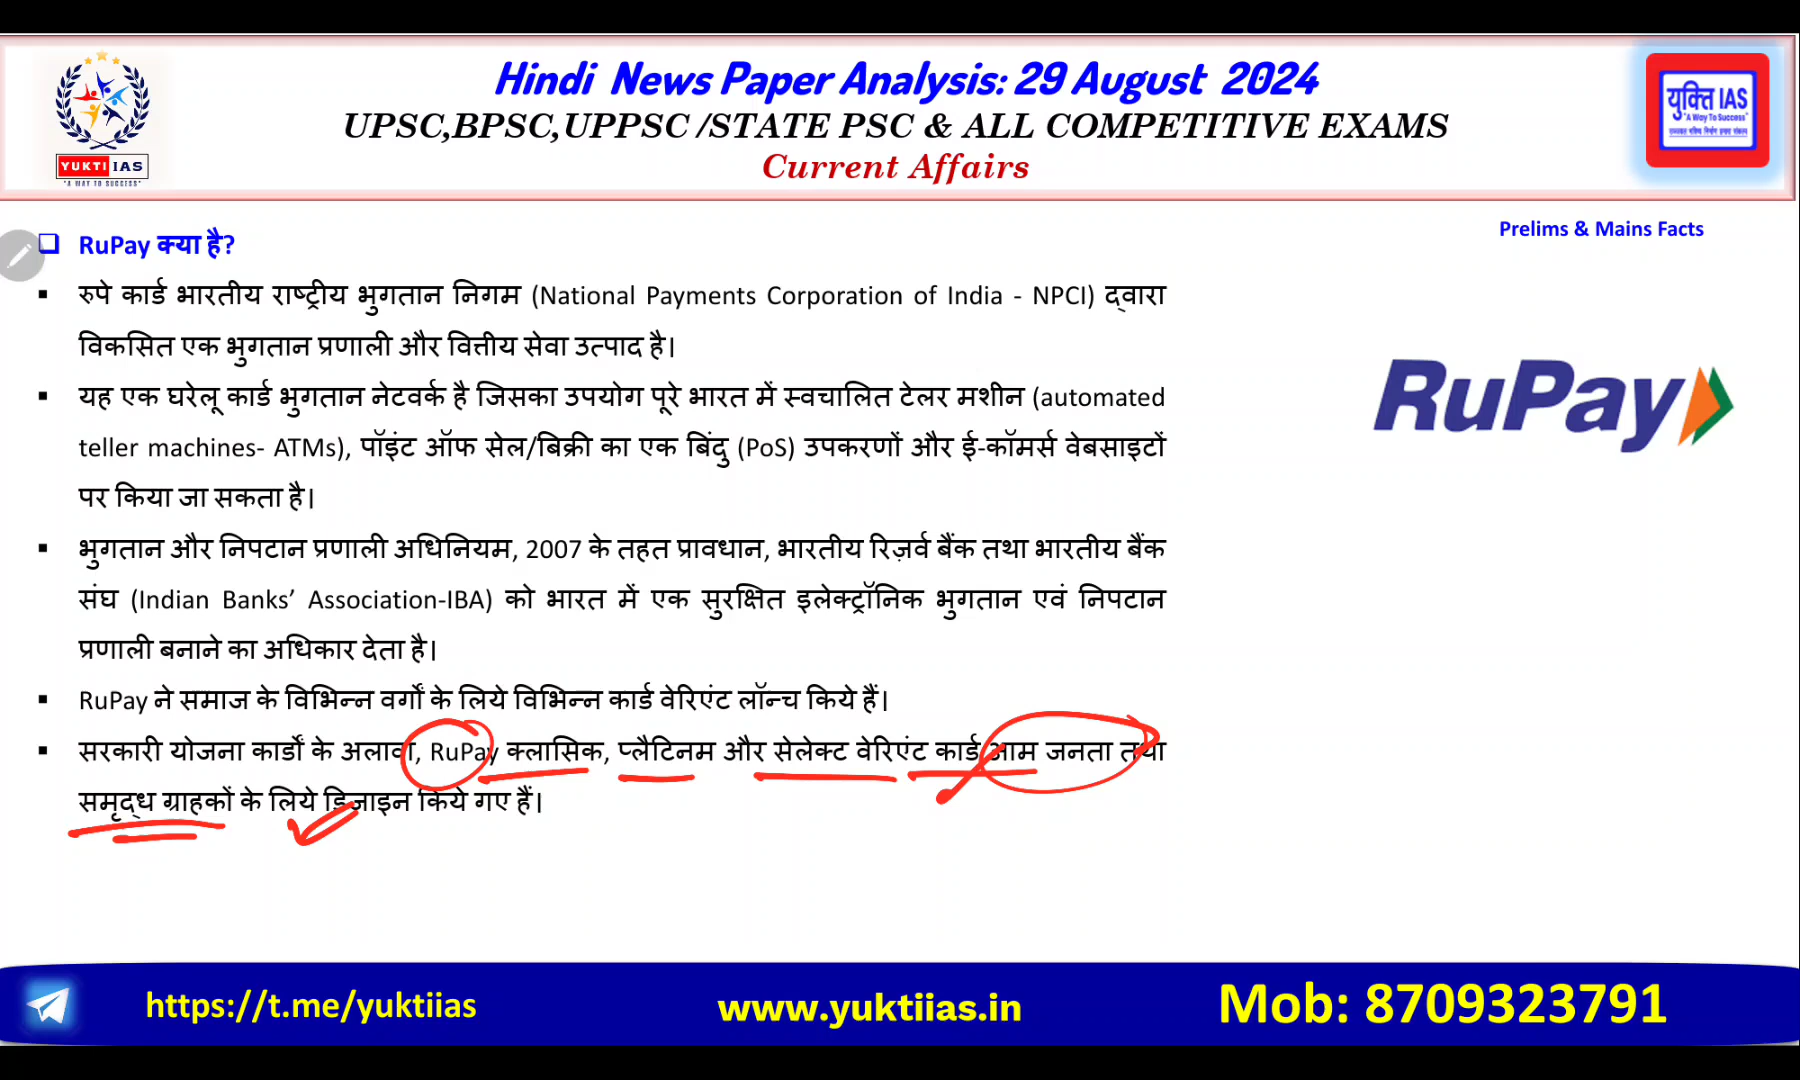 Hindi News Paper Analysis: 29 August 2024
UPSC,BPSC,UPPSC /STATE PSC & ALL COMPETITIVE EXAMS
Current Affairs
YUKTI IAS
"A WAY TO SUCCESS"
युक्ति IAS
"A Way To Success"
Prelims & Mains Facts
RuPay क्या है?
रुपे कार्ड भारतीय राष्ट्रीय भुगतान निगम (National Payments Corporation of India - NPCI) द्वारा
विकसित एक भुगतान प्रणाली और वित्तीय सेवा उत्पाद है।
यह एक घरेलू कार्ड भुगतान नेटवर्क है जिसका उपयोग पूरे भारत में स्वचालित टेलर मशीन (automated
teller machines- ATMs), पॉइंट ऑफ सेल/बिक्री का एक बिंदु (PoS) उपकरणों और ई-कॉमर्स वेबसाइटों
पर किया जा सकता है।
भुगतान और निपटान प्रणाली अधिनियम, 2007 के तहत प्रावधान, भारतीय रिज़र्व बैंक तथा भारतीय बैंक
संघ (Indian Banks’ Association-IBA) को भारत में एक सुरक्षित इलेक्ट्रॉनिक भुगतान एवं निपटान
प्रणाली बनाने का अधिकार देता है।
RuPay ने समाज के विभिन्न वर्गों के लिये विभिन्न कार्ड वेरिएंट लॉन्च किये हैं।
सरकारी योजना कार्डों के अलावा, RuPay क्लासिक, प्लैटिनम और सेलेक्ट वेरिएंट कार्ड आम जनता तथा
समृद्ध ग्राहकों के लिये डिज़ाइन किये गए हैं।
RuPay
https://t.me/yuktiias
www.yuktiias.in
Mob: 8709323791